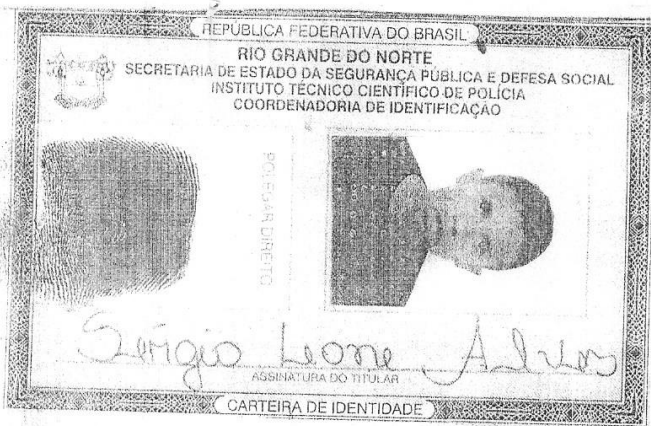 REPÚBLICA FEDERATIVA DO BRASIL
RIO GRANDE DO NORTE
SECRETARIA DE ESTADO DA SEGURANÇA PÚBLICA E DEFESA SOCIAL
INSTITUTO TÉCNICO CIENTÍFICO DE POLÍCIA
COORDENADORIA DE IDENTIFICAÇÃO
POLEGAR DIREITO
Sérgio Leone Alves
ASSINATURA DO TITULAR
CARTEIRA DE IDENTIDADE